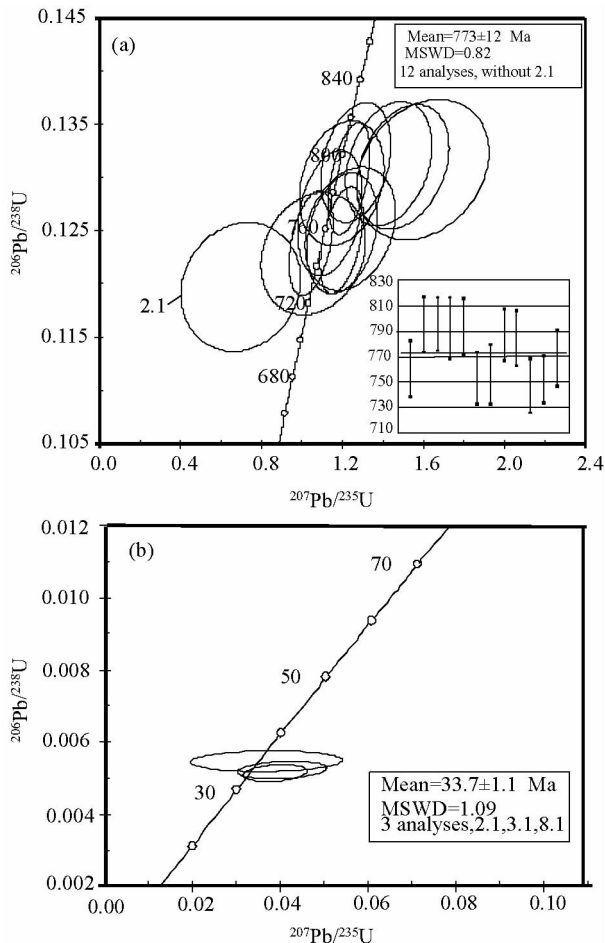 0.145
(a)
Mean=773±12 Ma
MSWD=0.82
12 analyses, without 2.1
840
0.135
800
206Pb/238U
0.125
760
2.1
720
0.115
680
0.105
830
810
790
770
750
730
710
0.0 0.4 0.8 1.2 1.6 2.0 2.4
207Pb/235U
0.012
(b)
70
0.010
206Pb/238U
0.008
50
0.006
30
0.004
Mean=33.7±1.1 Ma
MSWD=1.09
3 analyses,2.1,3.1,8.1
0.002
0.00 0.02 0.04 0.06 0.08 0.10
207Pb/235U